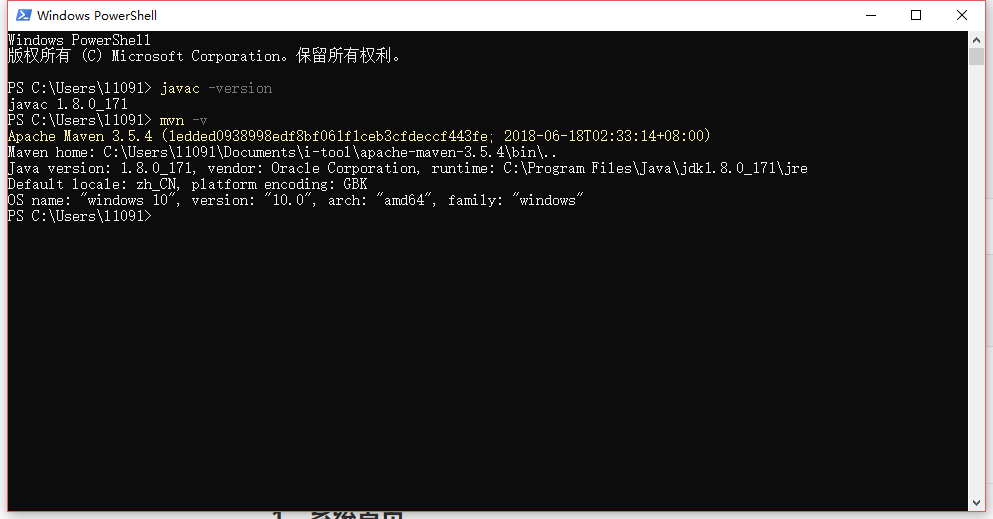 Windows PowerShell
Windows PowerShell
版权所有 (C) Microsoft Corporation。保留所有权利。
PS C:\Users\11091> javac -version
javac 1.8.0_171
PS C:\Users\11091> mvn -v
Apache Maven 3.5.4 (1edded0938998edf8bf061f1ceb3cfdeccf443fe; 2018-06-18T02:33:14+08:00)
Maven home: C:\Users\11091\Documents\i-tool\apache-maven-3.5.4\bin\..
Java version: 1.8.0_171, vendor: Oracle Corporation, runtime: C:\Program Files\Java\jdk1.8.0_171\jre
Default locale: zh_CN, platform encoding: GBK
OS name: "windows 10", version: "10.0", arch: "amd64", family: "windows"
PS C:\Users\11091>